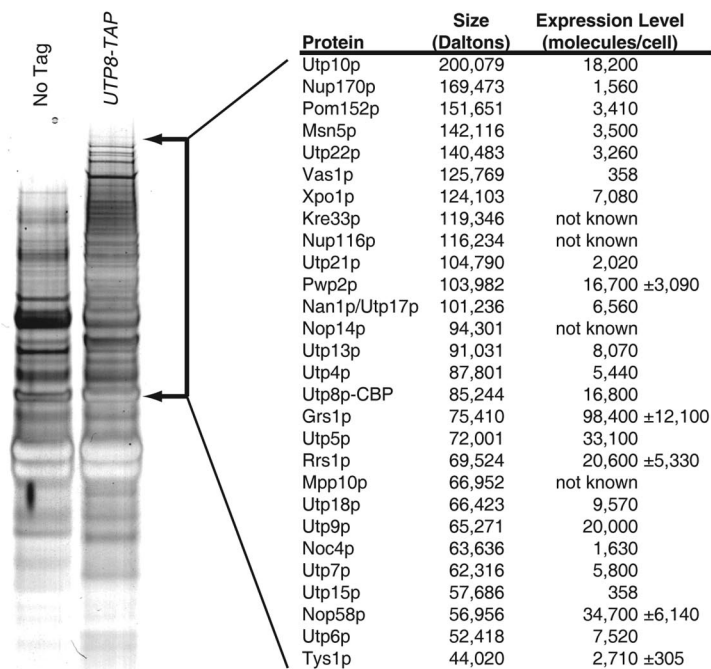 No Tag
UTP8-TAP
Protein Size (Daltons) Expression Level (molecules/cell)
Utp10p 200,079 18,200
Nup170p 169,473 1,560
Pom152p 151,651 3,410
Msn5p 142,116 3,500
Utp22p 140,483 3,260
Vas1p 125,769 358
Xpo1p 124,103 7,080
Kre33p 119,346 not known
Nup116p 116,234 not known
Utp21p 104,790 2,020
Pwp2p 103,982 16,700 ±3,090
Nan1p/Utp17p 101,236 6,560
Nop14p 94,301 not known
Utp13p 91,031 8,070
Utp4p 87,801 5,440
Utp8p-CBP 85,244 16,800
Grs1p 75,410 98,400 ±12,100
Utp5p 72,001 33,100
Rrs1p 69,524 20,600 ±5,330
Mpp10p 66,952 not known
Utp18p 66,423 9,570
Utp9p 65,271 20,000
Noc4p 63,636 1,630
Utp7p 62,316 5,800
Utp15p 57,686 358
Nop58p 56,956 34,700 ±6,140
Utp6p 52,418 7,520
Tys1p 44,020 2,710 ±305